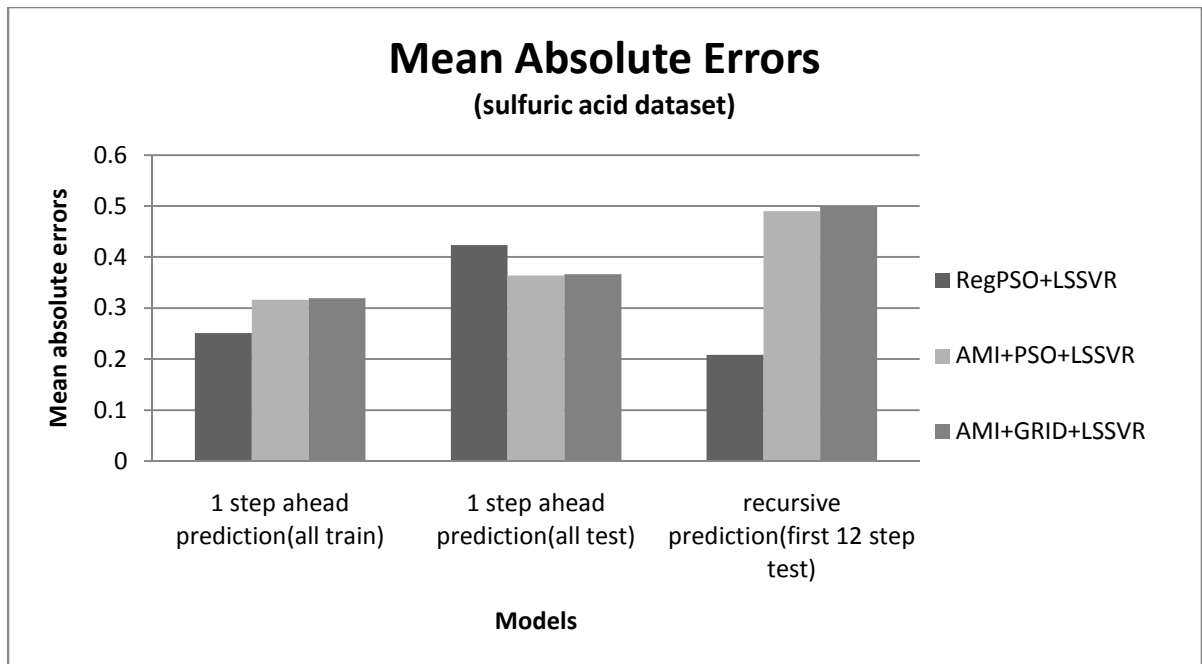 Mean Absolute Errors
(sulfuric acid dataset)
Mean absolute errors
0.6
0.5
0.4
0.3
0.2
0.1
0
1 step ahead
prediction(all train)
1 step ahead
prediction(all test)
recursive
prediction(first 12 step
test)
Models
RegPSO+LSSVR
AMI+PSO+LSSVR
AMI+GRID+LSSVR